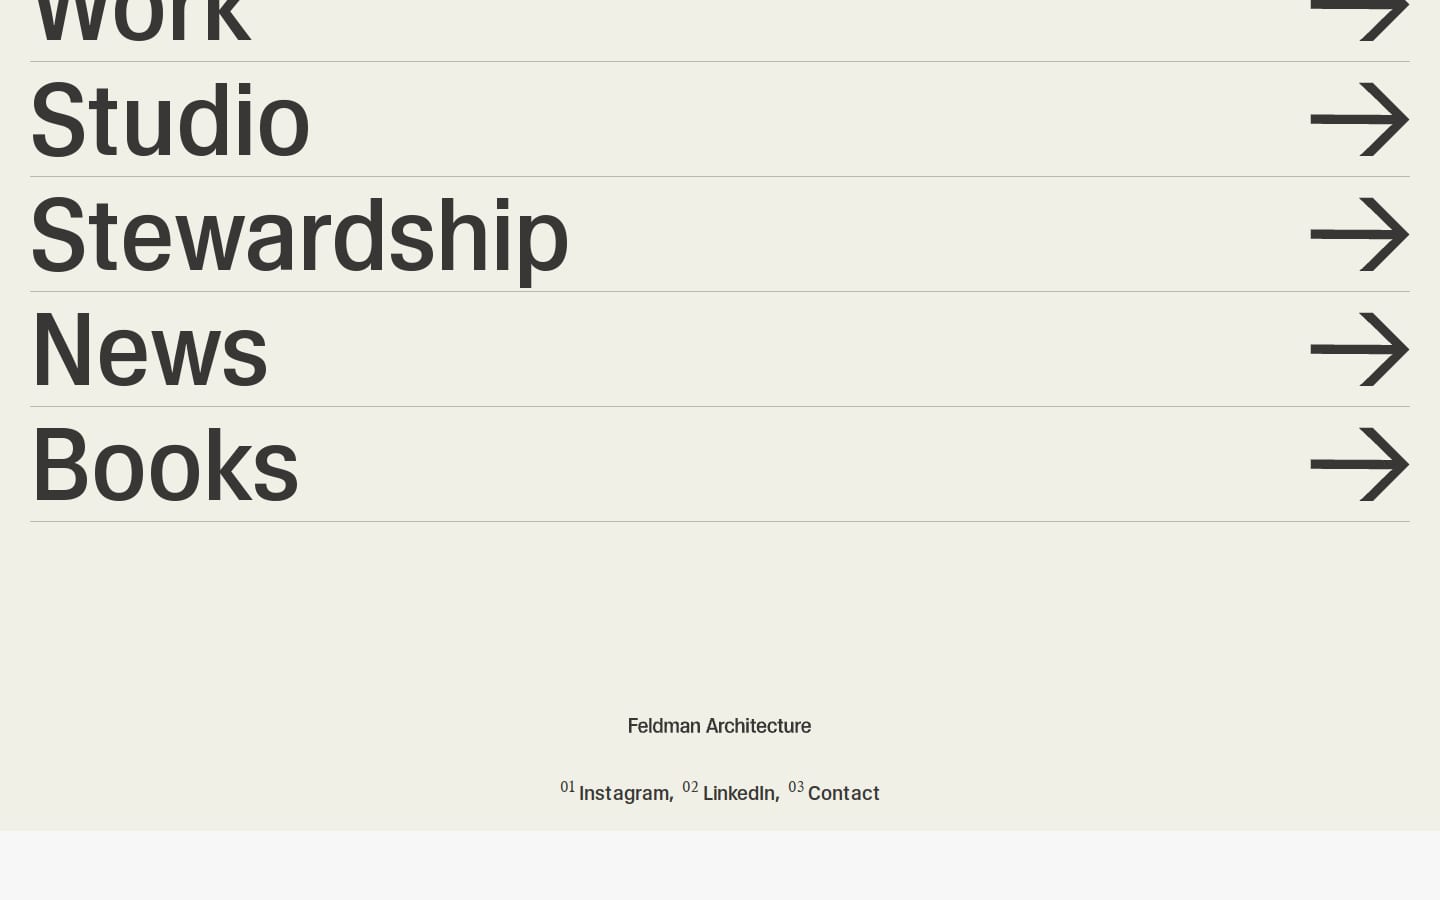 Work
Studio
Stewardship
News
Books
Feldman Architecture
01 Instagram, 02 LinkedIn, 03 Contact